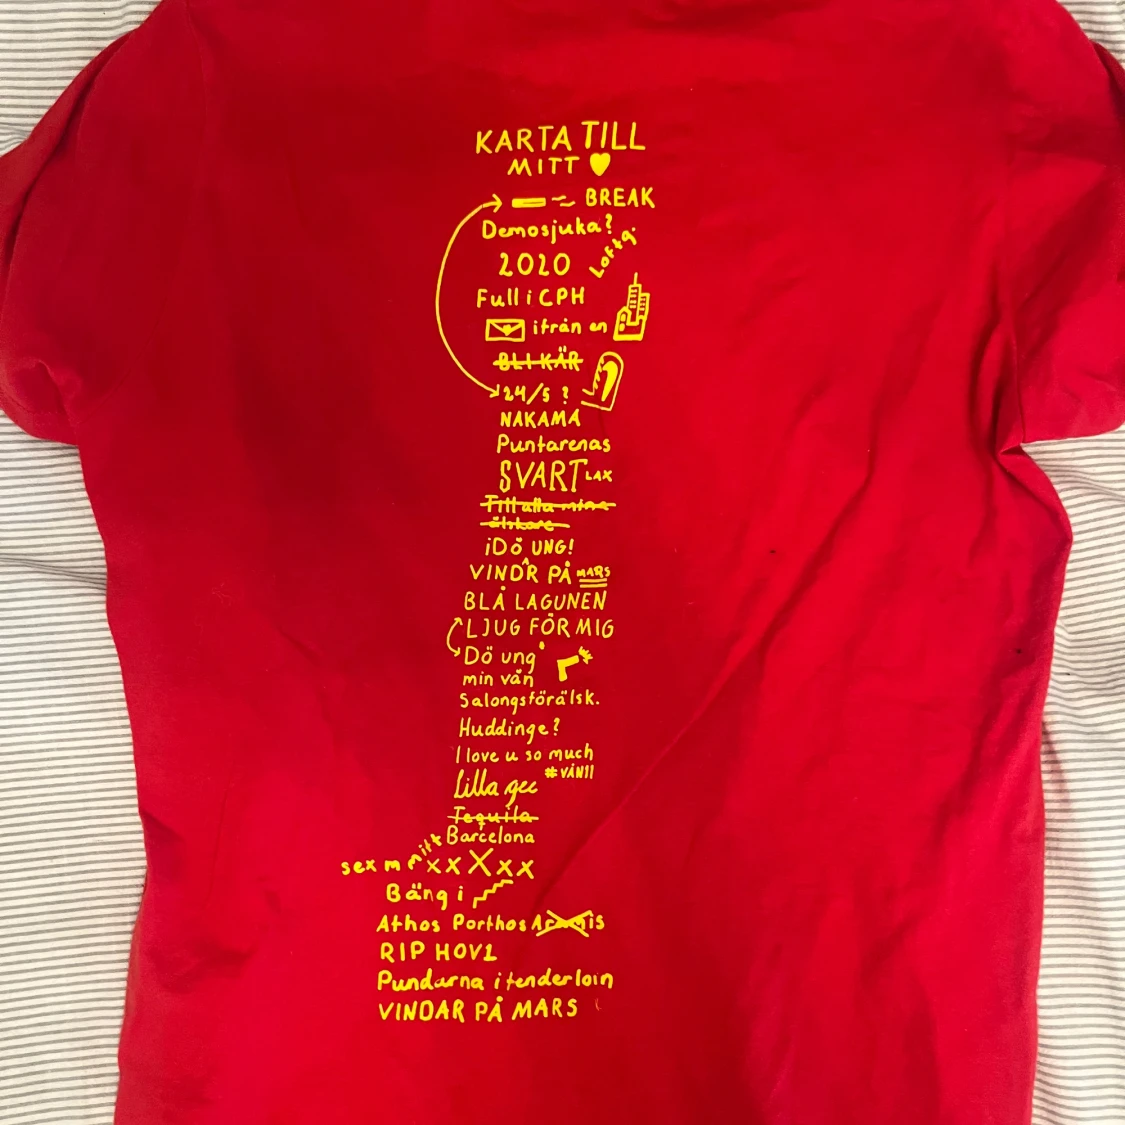 KARTA TILL
MITT
BREAK
Demosjuka?
2020 Lofta.
Full i CPH
ifrån en
BLI KÄR
24/5 ?
NAKAMA
Puntarenas
SVART LAX
Till alla mina
älskare
¡DÖ UNG!
VINDAR PÅ MARS
BLÅ LAGUNEN
LJUG FÖR MIG
Dö ung
min vän
Salongsförälsk.
Huddinge?
I love u so much
#VÄN11
Lilla gee
Tequila
Barcelona
sex m mitt xxXxx
Bäng i
Athos Porthos Aramis
RIP HOV1
Pundarna i tenderloin
VINDAR PÅ MARS